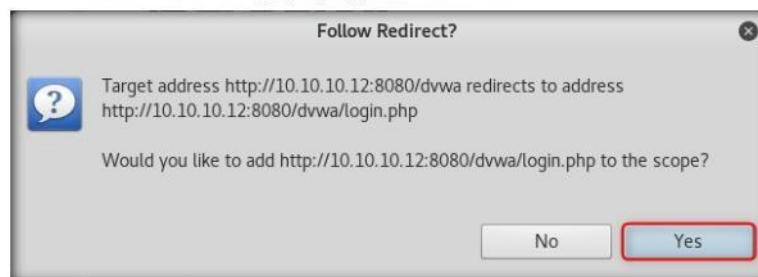 Follow Redirect?
Target address http://10.10.10.12:8080/dvwa redirects to address
http://10.10.10.12:8080/dvwa/login.php
Would you like to add http://10.10.10.12:8080/dvwa/login.php to the scope?
No
Yes